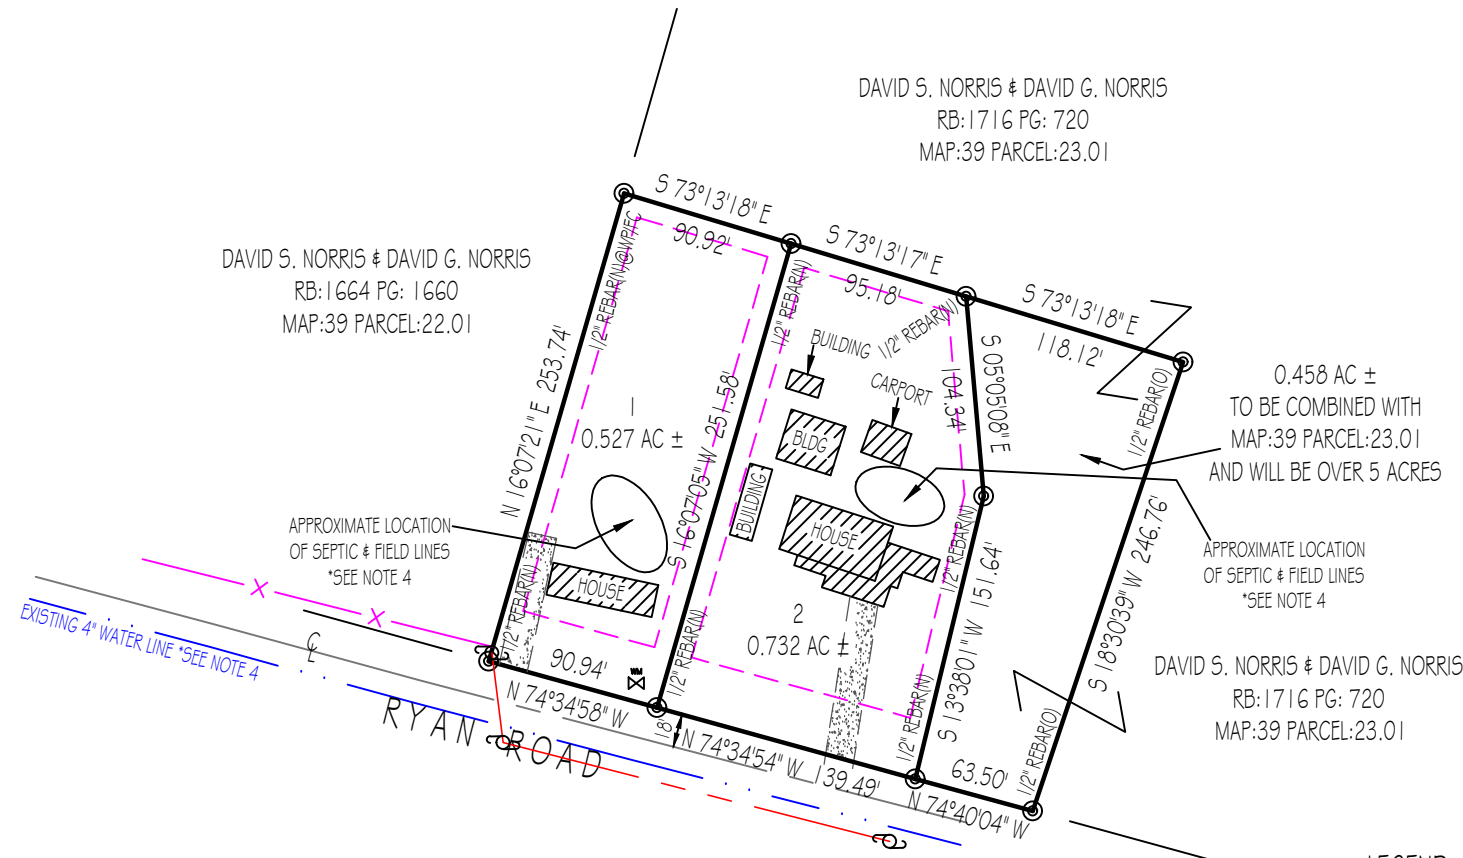 DAVID S. NORRIS & DAVID G. NORRIS
RB:1716 PG: 720
MAP:39 PARCEL:23.01
DAVID S. NORRIS & DAVID G. NORRIS
RB:1664 PG: 1660
MAP:39 PARCEL:22.01
S 73°13'18" E
90.92'
S 73°13'17" E
95.18'
S 73°13'18" E
118.12'
1/2" REBAR(N)@WP/FC
1/2" REBAR(N)
1/2" REBAR(N)
1/2" REBAR(O)
N 16°07'21" E 253.74'
S 16°07'05" W 251.58'
S 05°05'08" E
104.34'
BUILDING
CARPORT
BLDG
BUILDING
HOUSE
1
0.527 AC ±
0.458 AC ±
TO BE COMBINED WITH
MAP:39 PARCEL:23.01
AND WILL BE OVER 5 ACRES
APPROXIMATE LOCATION
OF SEPTIC & FIELD LINES
*SEE NOTE 4
APPROXIMATE LOCATION
OF SEPTIC & FIELD LINES
*SEE NOTE 4
HOUSE
1/2" REBAR(N)
1/2" REBAR(N)
1/2" REBAR(N)
1/2" REBAR(N)
1/2" REBAR(O)
S 13°38'01" W 151.64'
S 18°30'39" W 246.76'
2
0.732 AC ±
DAVID S. NORRIS & DAVID G. NORRIS
RB:1716 PG: 720
MAP:39 PARCEL:23.01
EXISTING 4" WATER LINE *SEE NOTE 4
CL
90.94'
WM
N 74°34'58" W
18'
N 74°34'54" W 139.49'
63.50'
N 74°40'04" W
RYAN ROAD
LEGEND